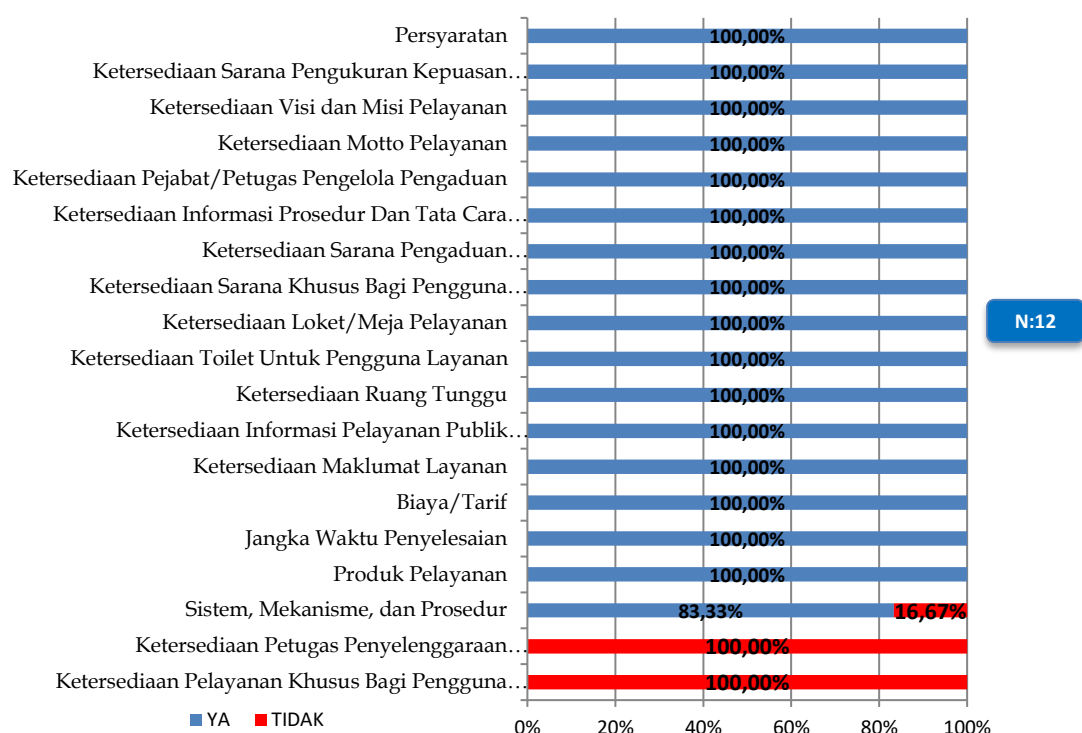 Persyaratan 100,00%
Ketersediaan Sarana Pengukuran Kepuasan… 100,00%
Ketersediaan Visi dan Misi Pelayanan 100,00%
Ketersediaan Motto Pelayanan 100,00%
Ketersediaan Pejabat/Petugas Pengelola Pengaduan 100,00%
Ketersediaan Informasi Prosedur Dan Tata Cara… 100,00%
Ketersediaan Sarana Pengaduan… 100,00%
Ketersediaan Sarana Khusus Bagi Pengguna… 100,00%
Ketersediaan Loket/Meja Pelayanan 100,00% N:12
Ketersediaan Toilet Untuk Pengguna Layanan 100,00%
Ketersediaan Ruang Tunggu 100,00%
Ketersediaan Informasi Pelayanan Publik… 100,00%
Ketersediaan Maklumat Layanan 100,00%
Biaya/Tarif 100,00%
Jangka Waktu Penyelesaian 100,00%
Produk Pelayanan 100,00%
Sistem, Mekanisme, dan Prosedur 83,33% 16,67%
Ketersediaan Petugas Penyelenggaraan… 100,00%
Ketersediaan Pelayanan Khusus Bagi Pengguna… 100,00%
YA TIDAK
0% 20% 40% 60% 80% 100%